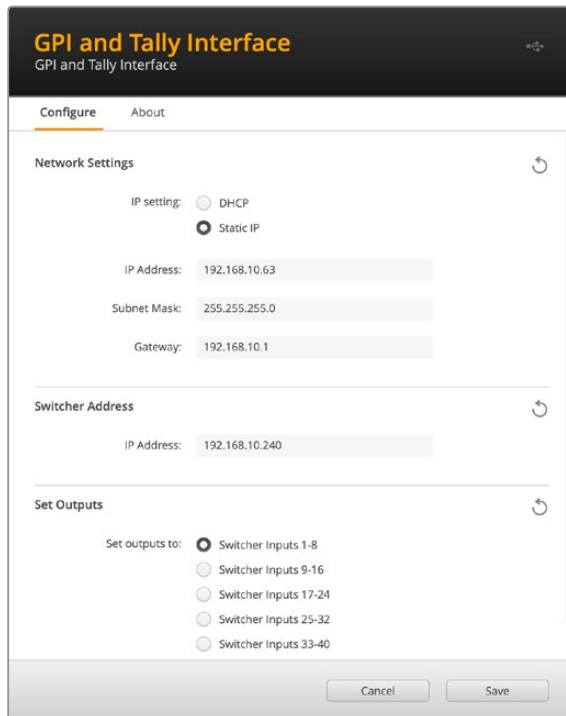 GPI and Tally Interface
GPI and Tally Interface
Configure About
Network Settings
IP setting: DHCP
Static IP
IP Address: 192.168.10.63
Subnet Mask: 255.255.255.0
Gateway: 192.168.10.1
Switcher Address
IP Address: 192.168.10.240
Set Outputs
Set outputs to: Switcher Inputs 1-8
Switcher Inputs 9-16
Switcher Inputs 17-24
Switcher Inputs 25-32
Switcher Inputs 33-40
Cancel Save